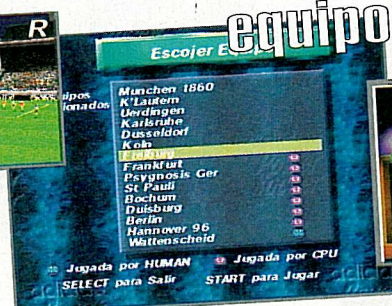 R
equipo
Escojer
ipos
ionados
Munchen 1860
K'Lautern
Uerdingen
Karlsruhe
Dusseldorf
Koln
Freiburg
Frankfurt
Psygnosis Ger
St Pauli
Bochum
Duisburg
Berlin
Hannover 96
Wattenscheid
Jugada por HUMAN
Jugada por CPU
SELECT para Salir
START para Jugar